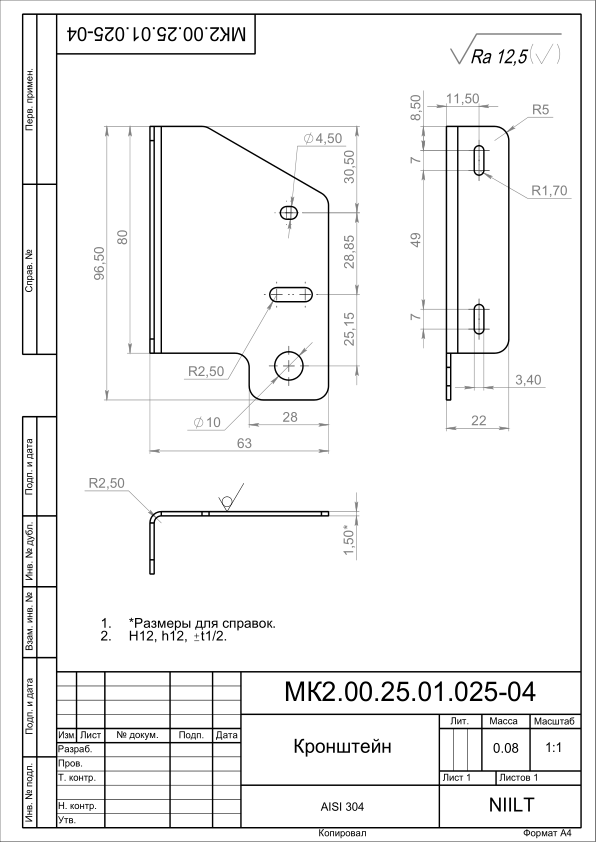 МК2.00.25.01.025-04
Ra 12,5(√)
Перв. примен.
Справ. №
Подп. и дата
Инв. № дубл.
Взам. инв. №
Подп. и дата
Инв. № подл.
⌀4,50
30,50
28,85
25,15
96,50
80
R2,50
⌀10
28
63
8,50
11,50
R5
7
R1,70
49
7
3,40
22
R2,50
1,50*
1. *Размеры для справок.
2. H12, h12, ±t1/2.
МК2.00.25.01.025-04
Изм Лист № докум. Подп. Дата
Разраб.
Пров.
Т. контр.
Н. контр.
Утв.
Кронштейн
Лит. Масса Масштаб
0.08 1:1
Лист 1 Листов 1
AISI 304
NIILT
Копировал Формат А4